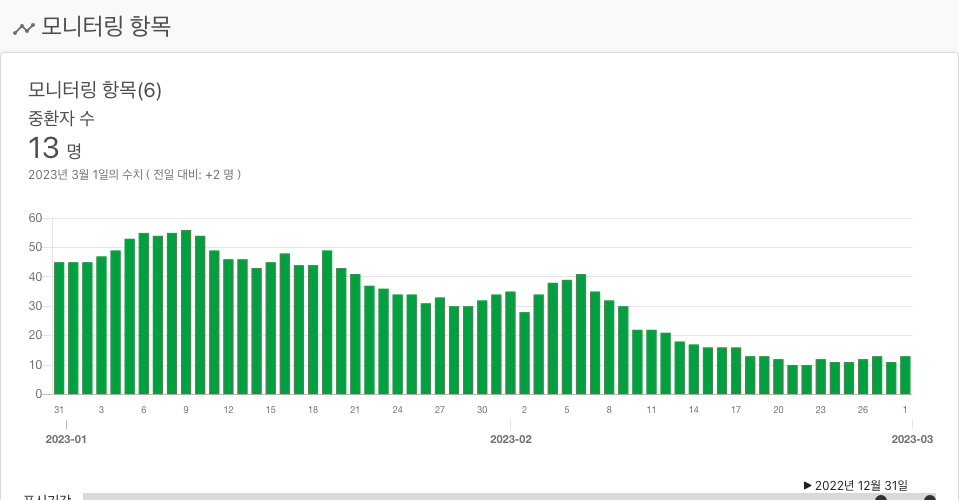 모니터링 항목
모니터링 항목(6)
중환자 수
13 명
2023년 3월 1일의 수치 ( 전일 대비: +2 명 )
60
50
40
30
20
10
0
31 3 6 9 12 15 18 21 24 27 30 2 5 8 11 14 17 20 23 26 1
2023-01 2023-02 2023-03
▶ 2022년 12월 31일
표시기간